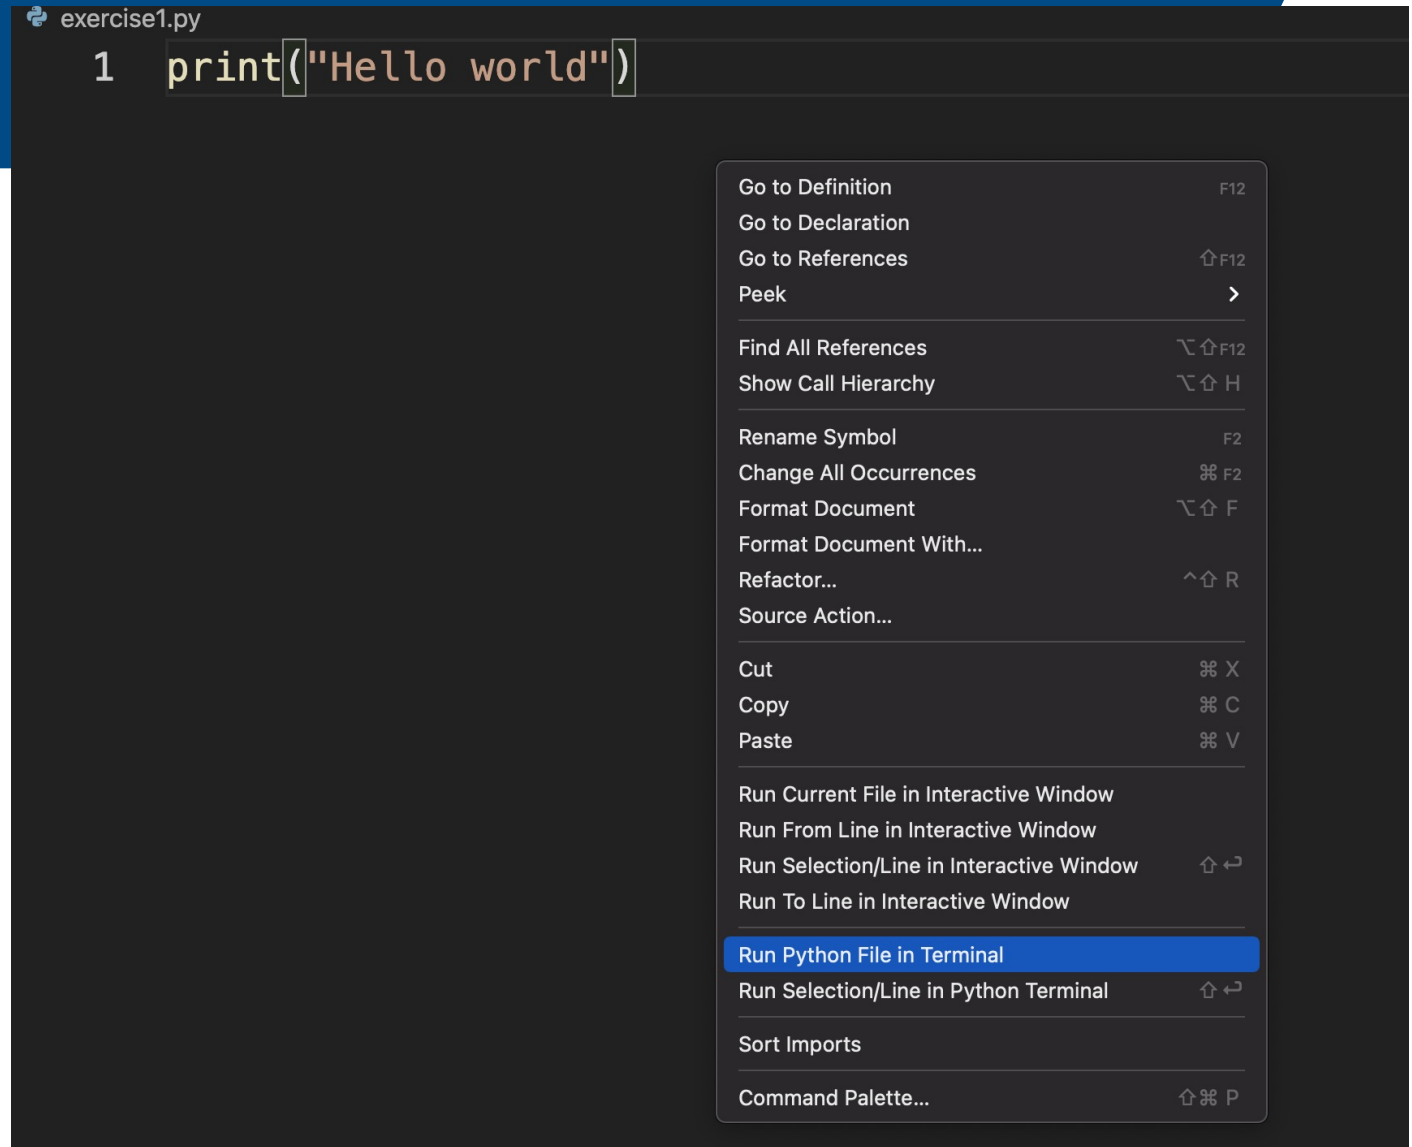 exercise1.py
1 print("Hello world")
Go to Definition F12
Go to Declaration
Go to References ⇧F12
Peek
Find All References ⌥⇧F12
Show Call Hierarchy ⌥⇧ H
Rename Symbol F2
Change All Occurrences ⌘ F2
Format Document ⌥⇧ F
Format Document With...
Refactor... ^⇧ R
Source Action...
Cut ⌘ X
Copy ⌘ C
Paste ⌘ V
Run Current File in Interactive Window
Run From Line in Interactive Window
Run Selection/Line in Interactive Window ⇧⏎
Run To Line in Interactive Window
Run Python File in Terminal
Run Selection/Line in Python Terminal ⇧⏎
Sort Imports
Command Palette... ⇧⌘ P